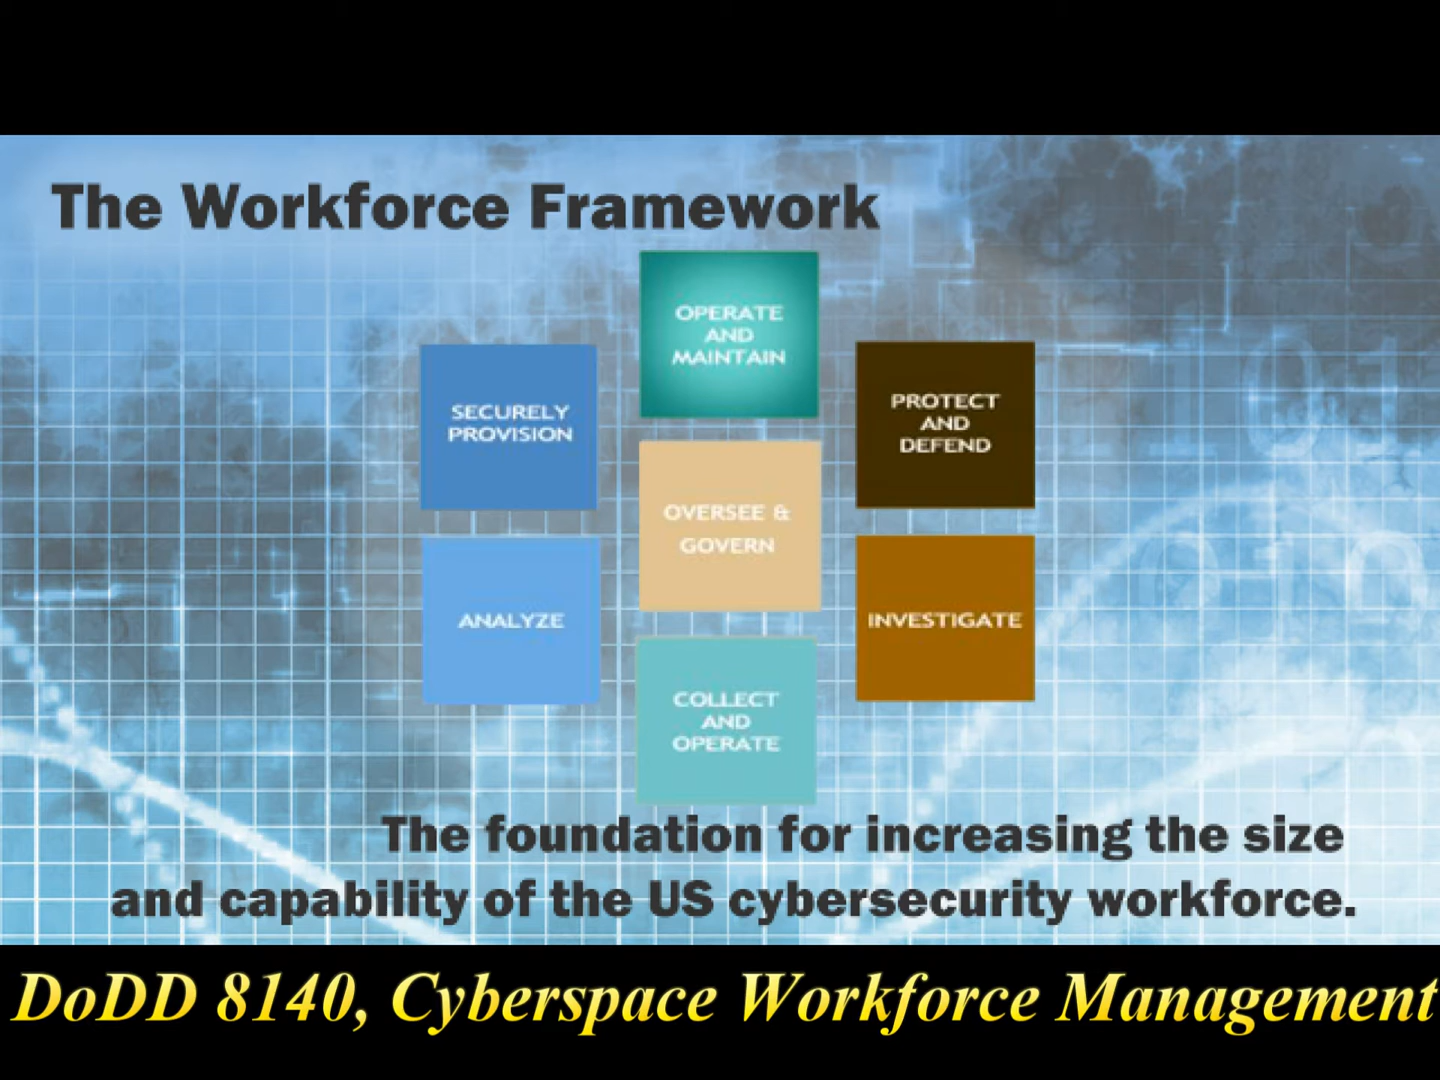 The Workforce Framework
OPERATE
AND
MAINTAIN
SECURELY
PROVISION
PROTECT
AND
DEFEND
OVERSEE &
GOVERN
ANALYZE
INVESTIGATE
COLLECT
AND
OPERATE
The foundation for increasing the size
and capability of the US cybersecurity workforce.
DoDD 8140, Cyberspace Workforce Management